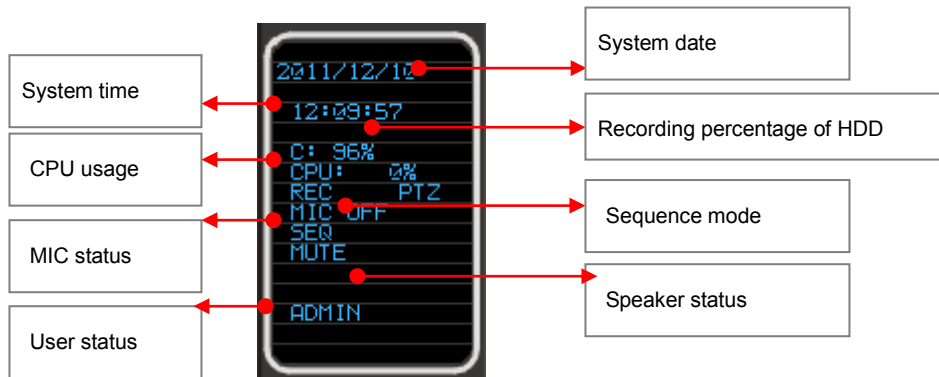 System date
System time
CPU usage
MIC status
User status
2011/12/10
12:09:57
C: 96%
CPU: 0%
REC PTZ
MIC OFF
SEQ
MUTE
ADMIN
Recording percentage of HDD
Sequence mode
Speaker status